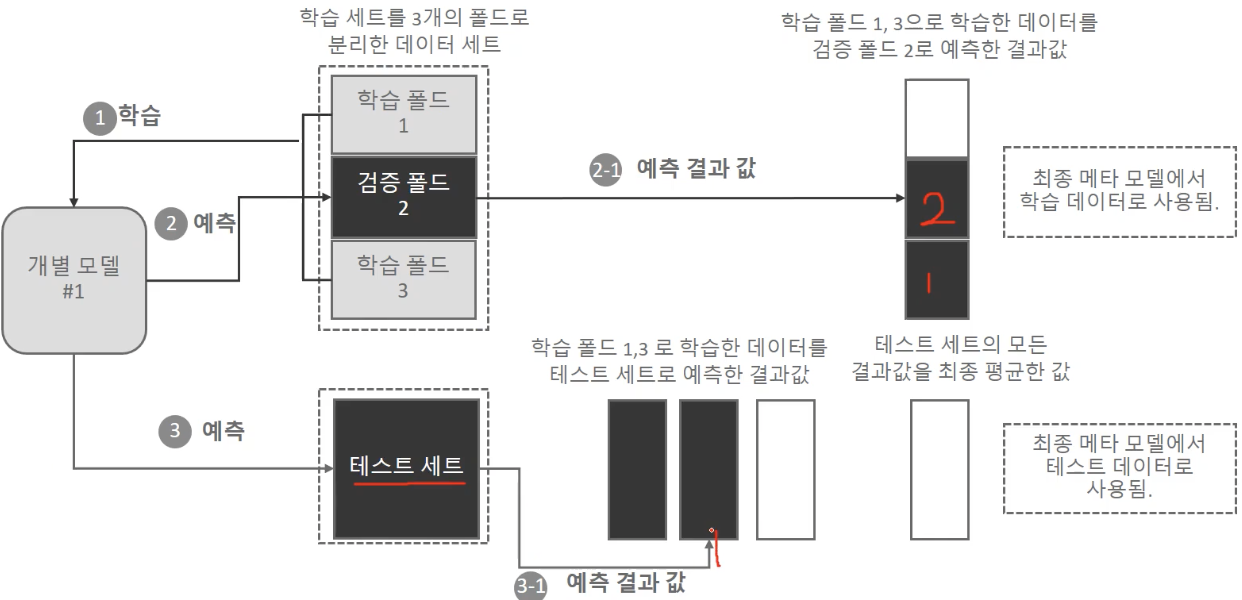 학습 세트를 3개의 폴드로
분리한 데이터 세트
학습 폴드 1, 3으로 학습한 데이터를
검증 폴드 2로 예측한 결과값
1 학습
학습 폴드
1
2 예측
검증 폴드
2
2-1 예측 결과 값
2
최종 메타 모델에서
학습 데이터로 사용됨.
개별 모델
#1
학습 폴드
3
1
학습 폴드 1,3 로 학습한 데이터를
테스트 세트로 예측한 결과값
테스트 세트의 모든
결과값을 최종 평균한 값
3 예측
테스트 세트
최종 메타 모델에서
테스트 데이터로
사용됨.
3-1 예측 결과 값